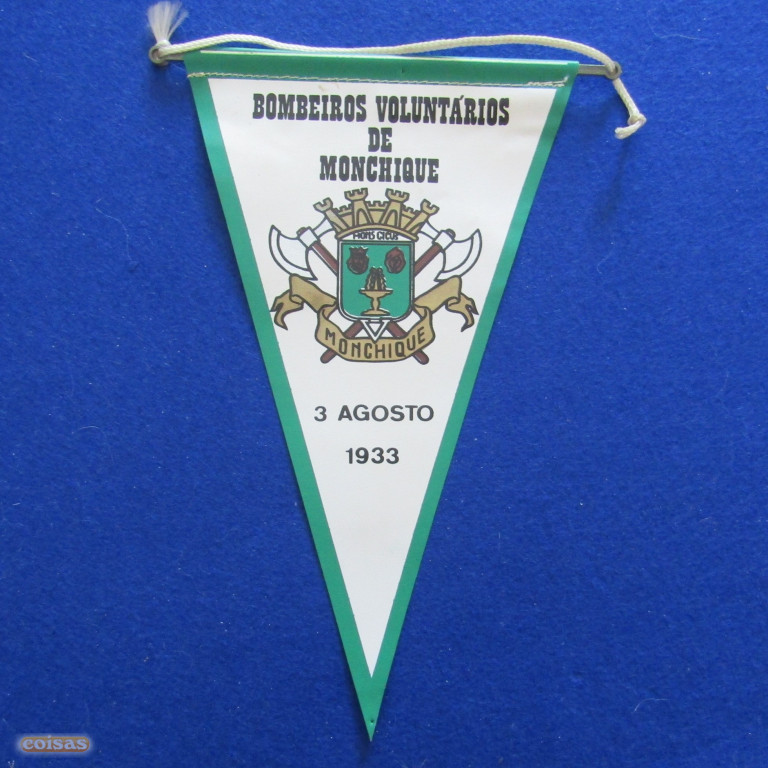 BOMBEIROS VOLUNTÁRIOS
DE
MONCHIQUE
MONCHIQUE
3 AGOSTO
1933
coisas